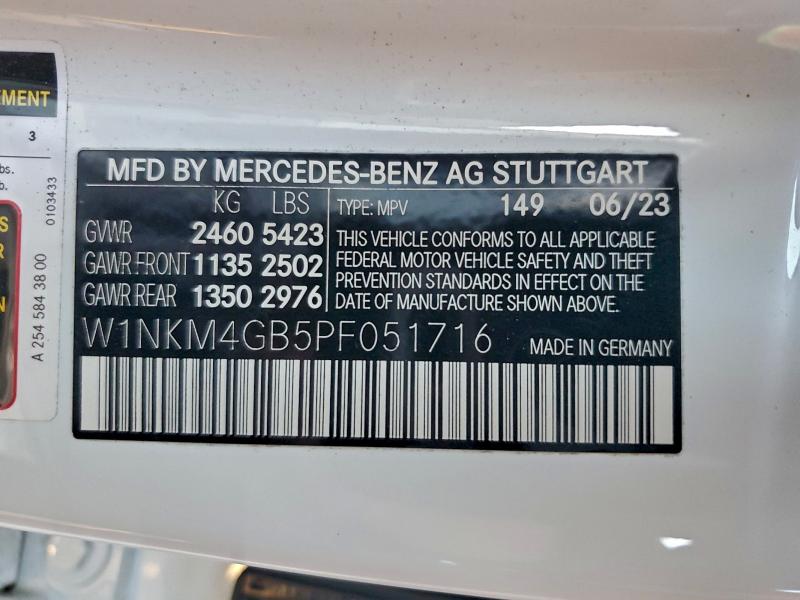 EMENT
3
bs.
b.
S
R
N
0103433
A 254 584 38 00
MFD BY MERCEDES-BENZ AG STUTTGART
KG LBS TYPE: MPV 149 06/23
GVWR 2460 5423
GAWR FRONT 1135 2502
GAWR REAR 1350 2976
THIS VEHICLE CONFORMS TO ALL APPLICABLE
FEDERAL MOTOR VEHICLE SAFETY AND THEFT
PREVENTION STANDARDS IN EFFECT ON THE
DATE OF MANUFACTURE SHOWN ABOVE.
W1NKM4GB5PF051716 MADE IN GERMANY